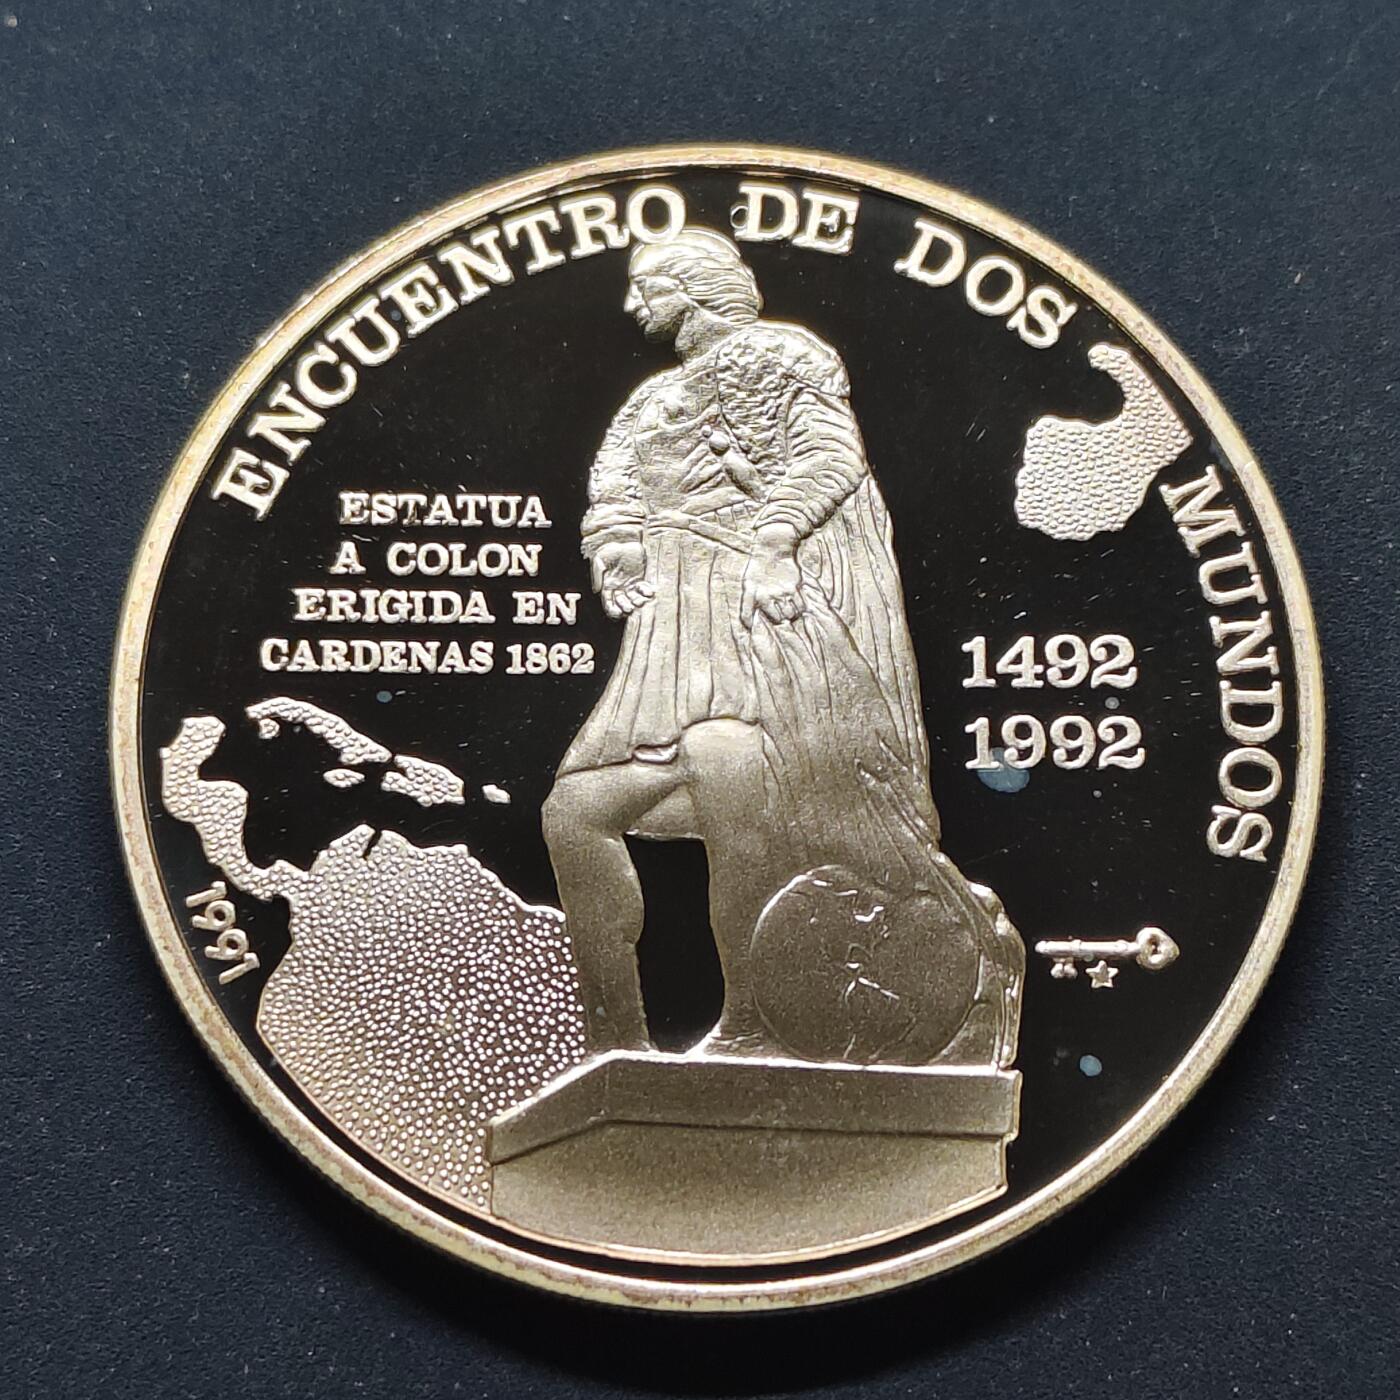 ENCUENTRO DE DOS MUNDOS
ESTATUA
A COLON
ERIGIDA EN
CARDENAS 1862
1492
1992
1991